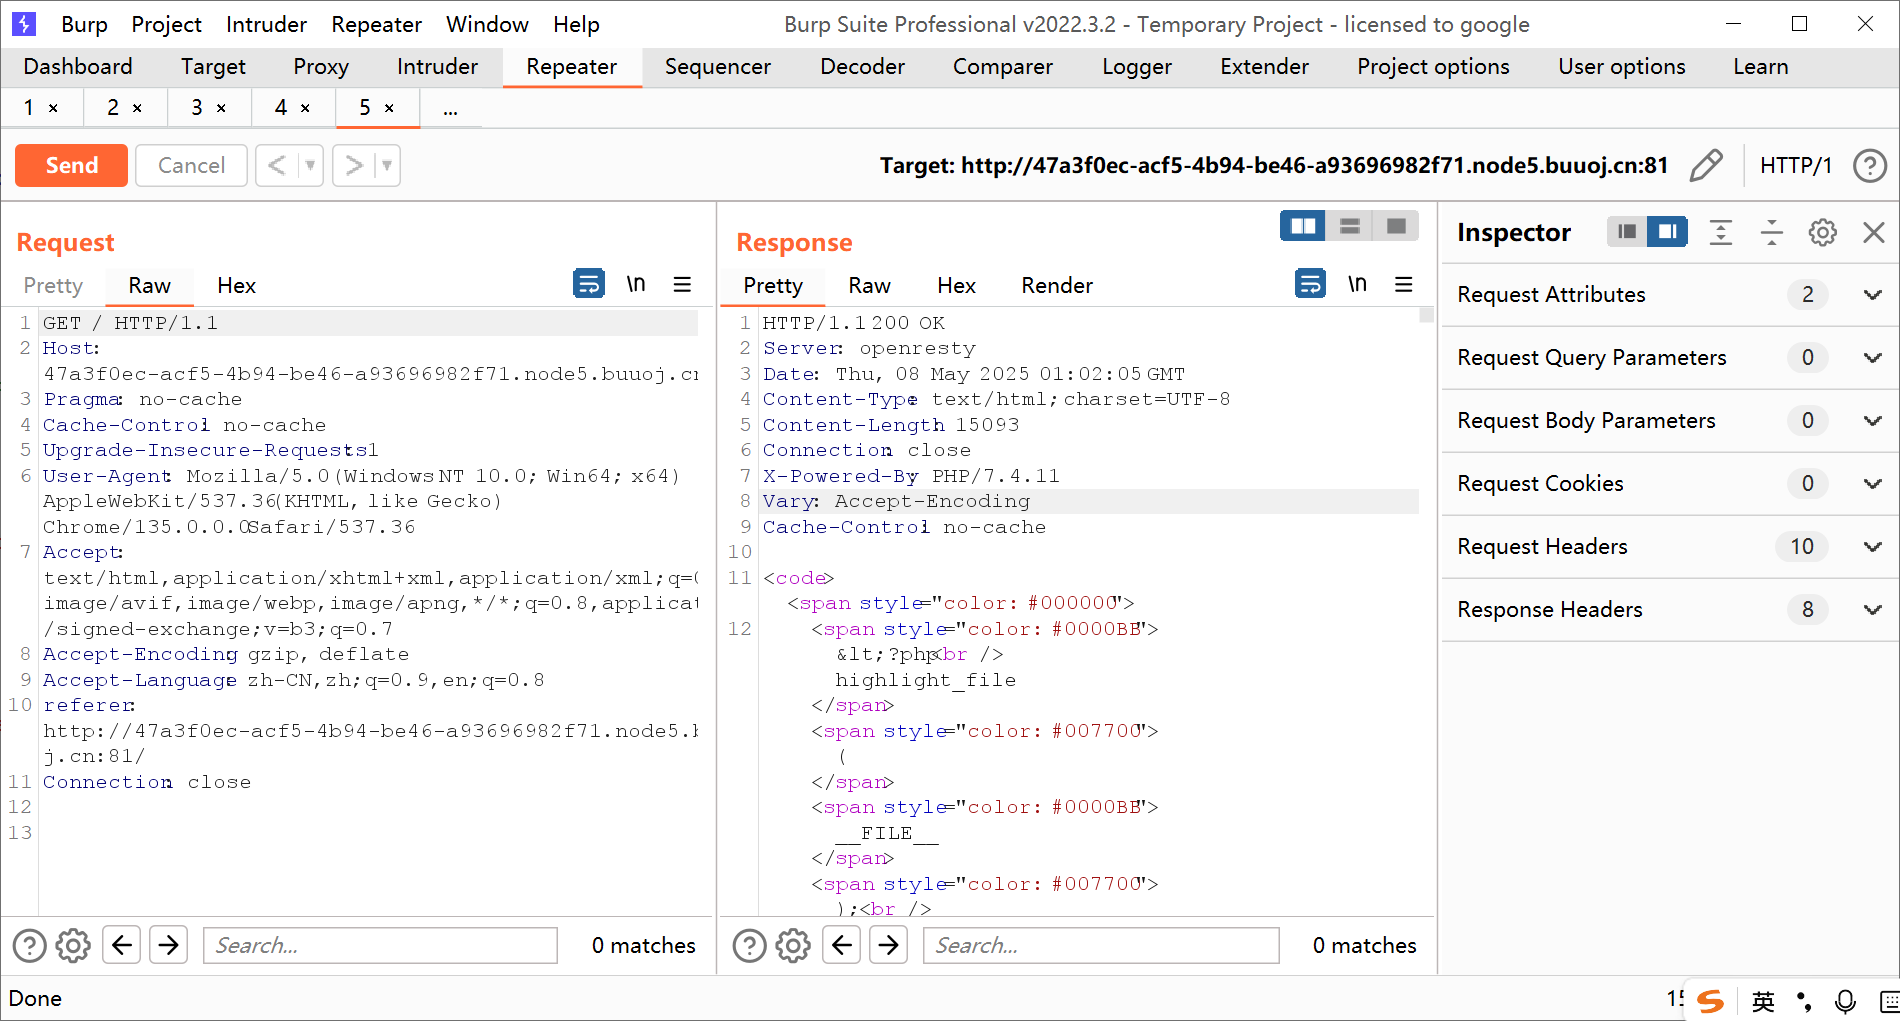 Burp Project Intruder Repeater Window Help
Burp Suite Professional v2022.3.2 - Temporary Project - licensed to google
Dashboard Target Proxy Intruder Repeater Sequencer Decoder Comparer Logger Extender Project options User options Learn
1 × 2 × 3 × 4 × 5 × ...
Send Cancel < >
Target: http://47a3f0ec-acf5-4b94-be46-a93696982f71.node5.buuoj.cn:81
HTTP/1
Request
Pretty Raw Hex \n
1 GET / HTTP/1.1
2 Host:
47a3f0ec-acf5-4b94-be46-a93696982f71.node5.buuoj.cn
3 Pragma: no-cache
4 Cache-Control: no-cache
5 Upgrade-Insecure-Requests: 1
6 User-Agent: Mozilla/5.0 (Windows NT 10.0; Win64; x64)
AppleWebKit/537.36 (KHTML, like Gecko)
Chrome/135.0.0.0 Safari/537.36
7 Accept:
text/html,application/xhtml+xml,application/xml;q=0
image/avif,image/webp,image/apng,*/*;q=0.8,applicat
/signed-exchange;v=b3;q=0.7
8 Accept-Encoding: gzip, deflate
9 Accept-Language: zh-CN,zh;q=0.9,en;q=0.8
10 referer:
http://47a3f0ec-acf5-4b94-be46-a93696982f71.node5.b
j.cn:81/
11 Connection: close
12
13
Search...
0 matches
Response
Pretty Raw Hex Render \n
1 HTTP/1.1 200 OK
2 Server: openresty
3 Date: Thu, 08 May 2025 01:02:05 GMT
4 Content-Type: text/html; charset=UTF-8
5 Content-Length: 15093
6 Connection: close
7 X-Powered-By: PHP/7.4.11
8 Vary: Accept-Encoding
9 Cache-Control: no-cache
10
11 <code>
<span style="color: #000000">
12 <span style="color: #0000BB">
&lt;?php<br />
highlight_file
</span>
<span style="color: #007700">
(
</span>
<span style="color: #0000BB">
__FILE__
</span>
<span style="color: #007700">
);<br />
Search...
0 matches
Inspector
Request Attributes 2
Request Query Parameters 0
Request Body Parameters 0
Request Cookies 0
Request Headers 10
Response Headers 8
Done
15
S 英